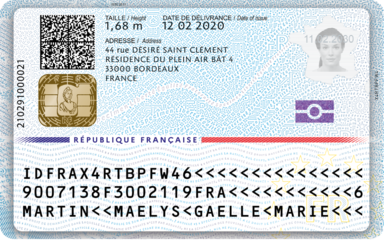 TAILLE / Height
1,68 m
DATE DE DÉLIVRANCE / Date of issue
12 02 2020
ADRESSE / Address
44 rue DÉSIRÉ SAINT CLÉMENT
RÉSIDENCE DU PLEIN AIR BÂT 4
33000 BORDEAUX
FRANCE
210291000021
RÉPUBLIQUE FRANÇAISE
IDFRAX4RTBPFW46<<<<<<<<<<<<<<<
9007138F3002119FRA<<<<<<<<<<<6
MARTIN<<MAELYS<GAELLE<MARIE<<<